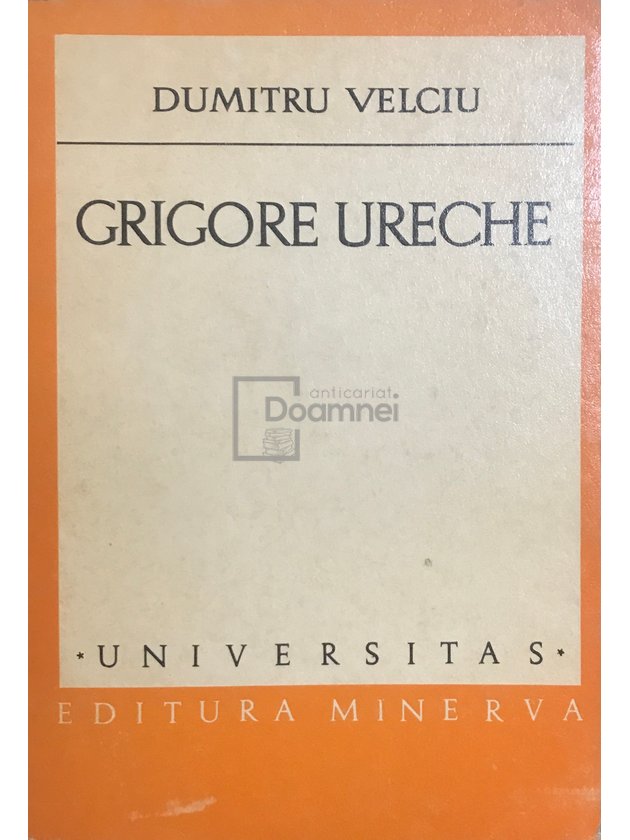 DUMITRU VELCIU
GRIGORE URECHE
anticariat
Doamnei
* UNIVERSITAS *
EDITURA MINERVA